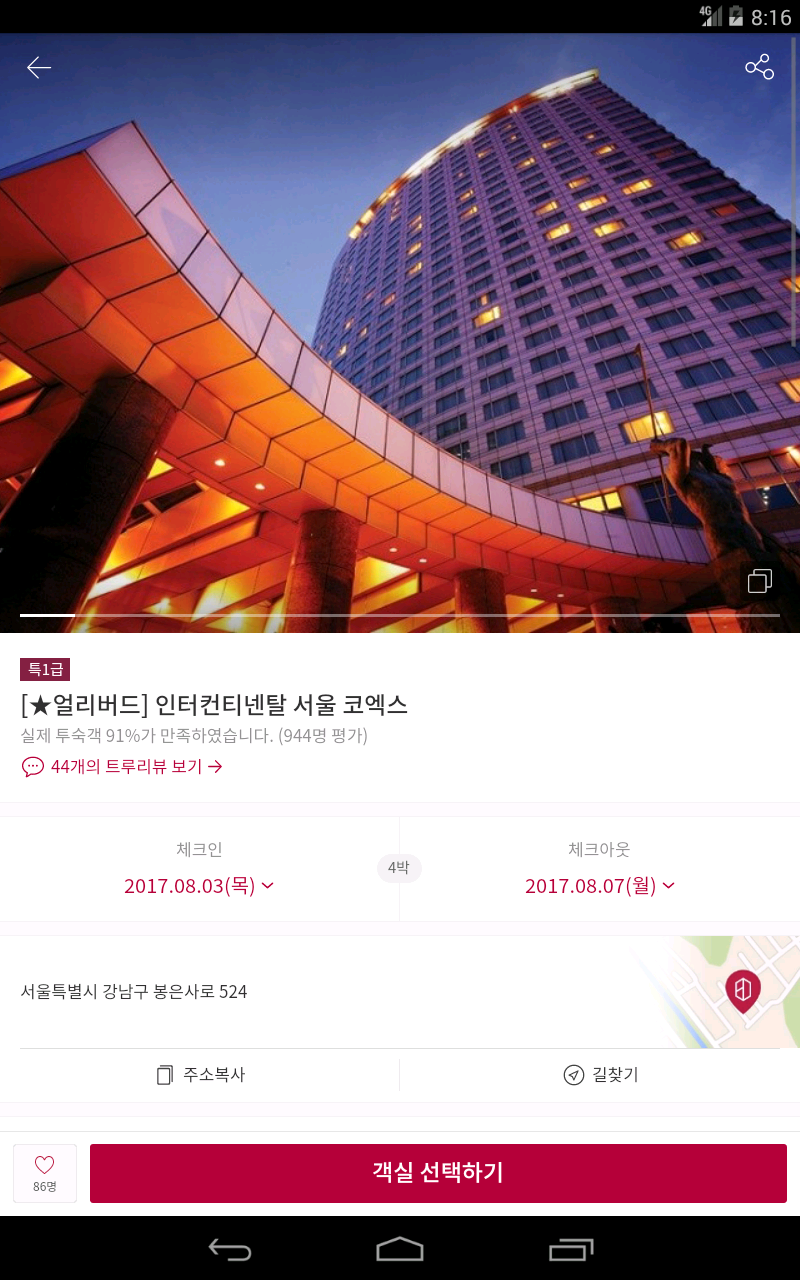 4G 8:16
특1급
[★얼리버드] 인터컨티넨탈 서울 코엑스
실제 투숙객 91%가 만족하였습니다. (944명 평가)
44개의 트루리뷰 보기 →
체크인
체크아웃
4박
2017.08.03(목)
2017.08.07(월)
서울특별시 강남구 봉은사로 524
주소복사
길찾기
86명
객실 선택하기